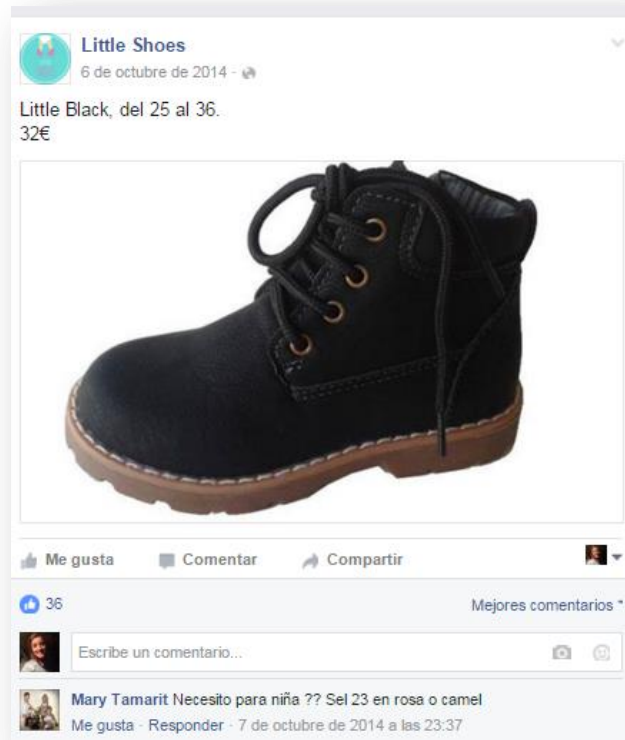 Little Shoes
6 de octubre de 2014 ·
Little Black, del 25 al 36.
32€
Me gusta Comentar Compartir
36 Mejores comentarios
Escribe un comentario...
Mary Tamarit Necesito para niña ?? Sel 23 en rosa o camel
Me gusta · Responder · 7 de octubre de 2014 a las 23:37